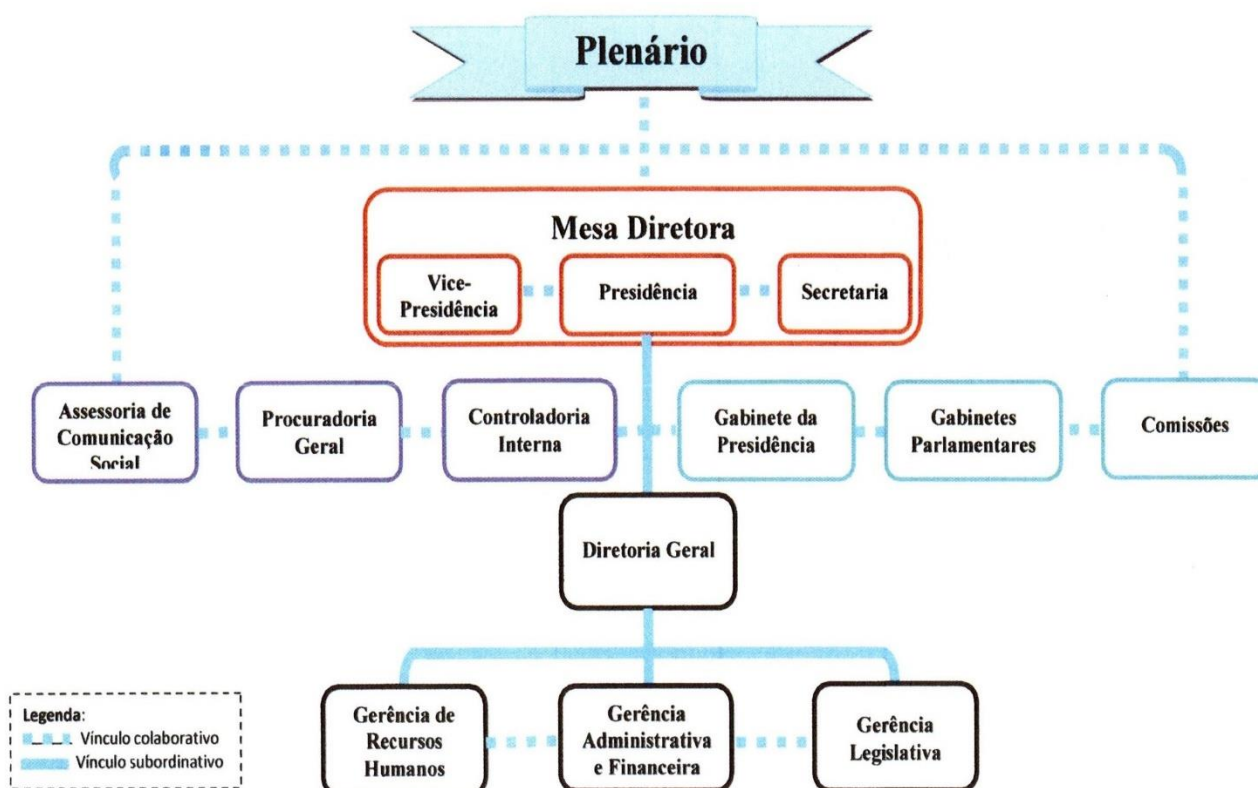 Plenário
Mesa Diretora
Vice-
Presidência
Presidência
Secretaria
Assessoria de
Comunicação
Social
Procuradoria
Geral
Controladoria
Interna
Gabinete da
Presidência
Gabinetes
Parlamentares
Comissões
Diretoria Geral
Gerência de
Recursos
Humanos
Gerência
Administrativa
e Financeira
Gerência
Legislativa
Legenda:
Vínculo colaborativo
Vínculo subordinativo